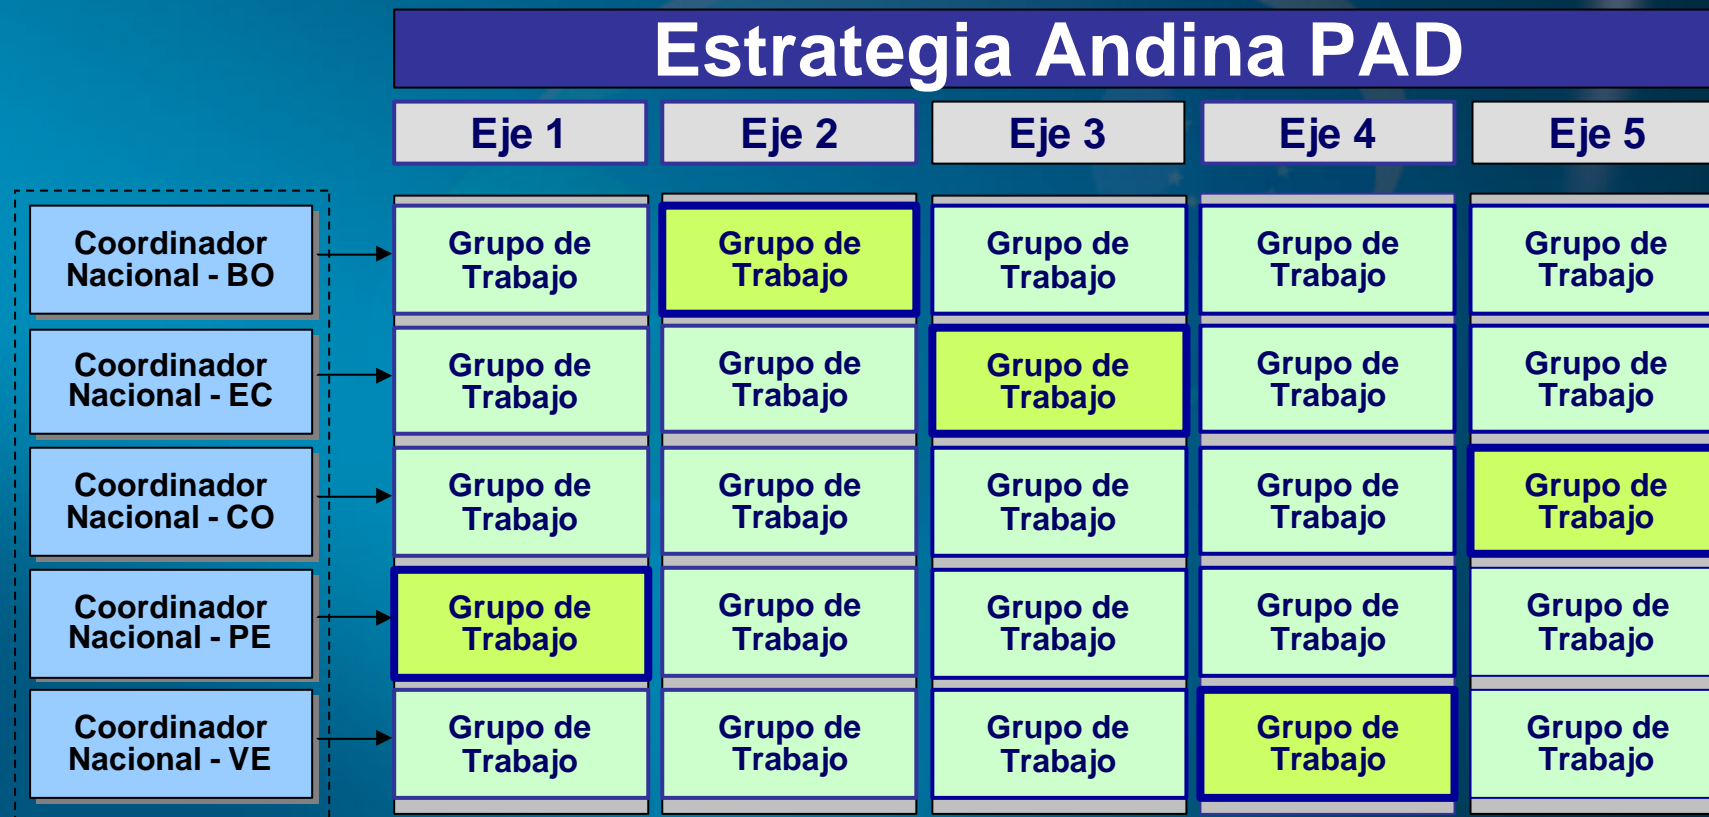 Estrategia Andina PAD
Eje 1 Eje 2 Eje 3 Eje 4 Eje 5
Coordinador
Nacional - BO
Grupo de
Trabajo
Grupo de
Trabajo
Grupo de
Trabajo
Grupo de
Trabajo
Grupo de
Trabajo
Coordinador
Nacional - EC
Grupo de
Trabajo
Grupo de
Trabajo
Grupo de
Trabajo
Grupo de
Trabajo
Grupo de
Trabajo
Coordinador
Nacional - CO
Grupo de
Trabajo
Grupo de
Trabajo
Grupo de
Trabajo
Grupo de
Trabajo
Grupo de
Trabajo
Coordinador
Nacional - PE
Grupo de
Trabajo
Grupo de
Trabajo
Grupo de
Trabajo
Grupo de
Trabajo
Grupo de
Trabajo
Coordinador
Nacional - VE
Grupo de
Trabajo
Grupo de
Trabajo
Grupo de
Trabajo
Grupo de
Trabajo
Grupo de
Trabajo